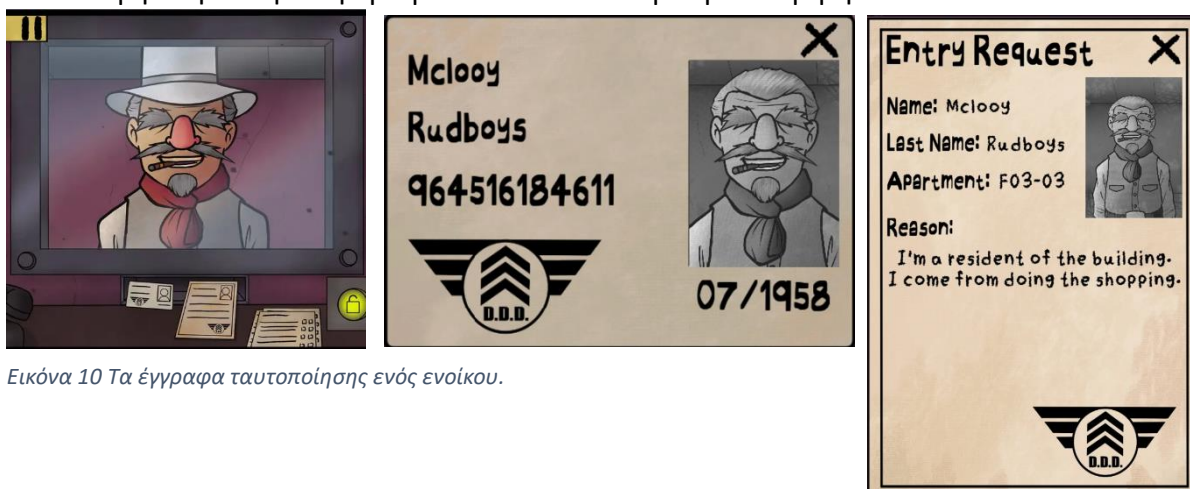 Mclooy
Rudboys
964516184611
D.D.D.
07/1958
Entry Request
Name: Mclooy
Last Name: Rudboys
Apartment: F03-03
Reason:
I'm a resident of the building.
I come from doing the shopping.
D.D.D.
Εικόνα 10 Τα έγγραφα ταυτοποίησης ενός ενοίκου.